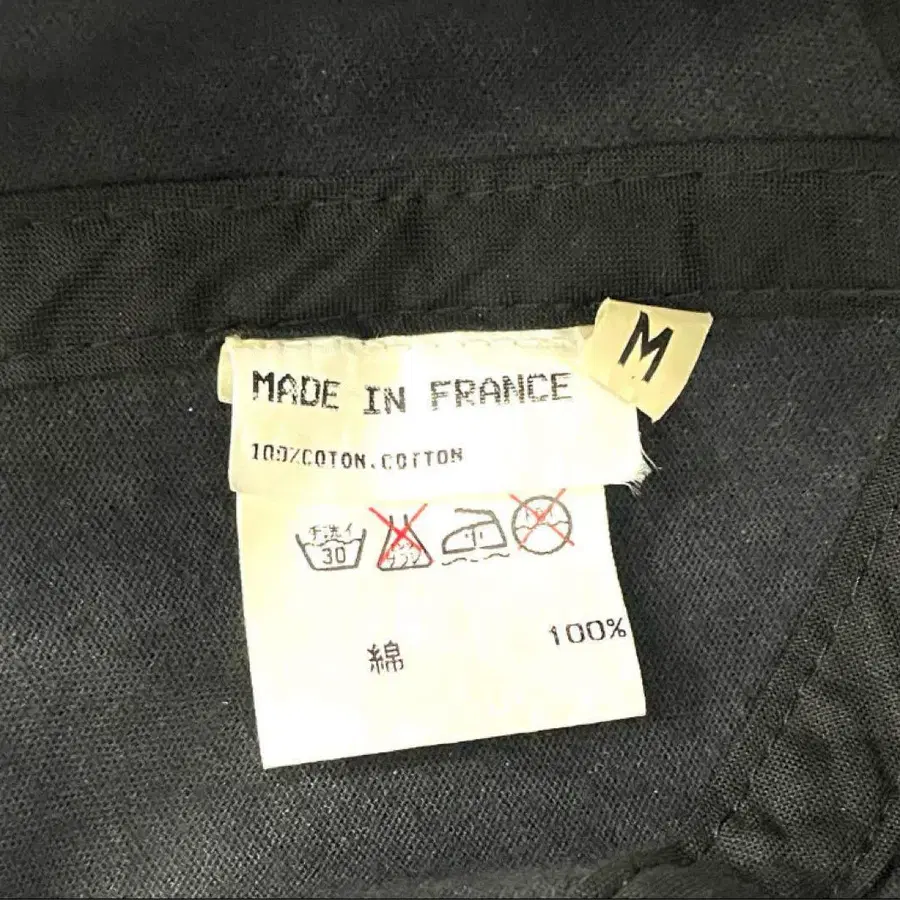 M
MADE IN FRANCE
100%COTON.COTTON
手洗イ
30
綿 100%